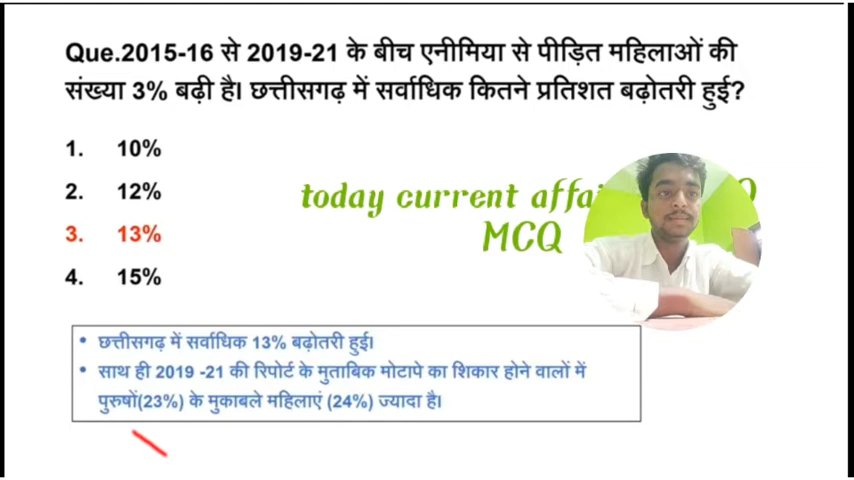 Que.2015-16 से 2019-21 के बीच एनीमिया से पीड़ित महिलाओं की
संख्या 3% बढ़ी है। छत्तीसगढ़ में सर्वाधिक कितने प्रतिशत बढ़ोतरी हुई?
1. 10%
2. 12%
3. 13%
4. 15%
today current affai
MCQ
• छत्तीसगढ़ में सर्वाधिक 13% बढ़ोतरी हुई।
• साथ ही 2019 -21 की रिपोर्ट के मुताबिक मोटापे का शिकार होने वालों में
पुरुषों(23%) के मुकाबले महिलाएं (24%) ज्यादा है।